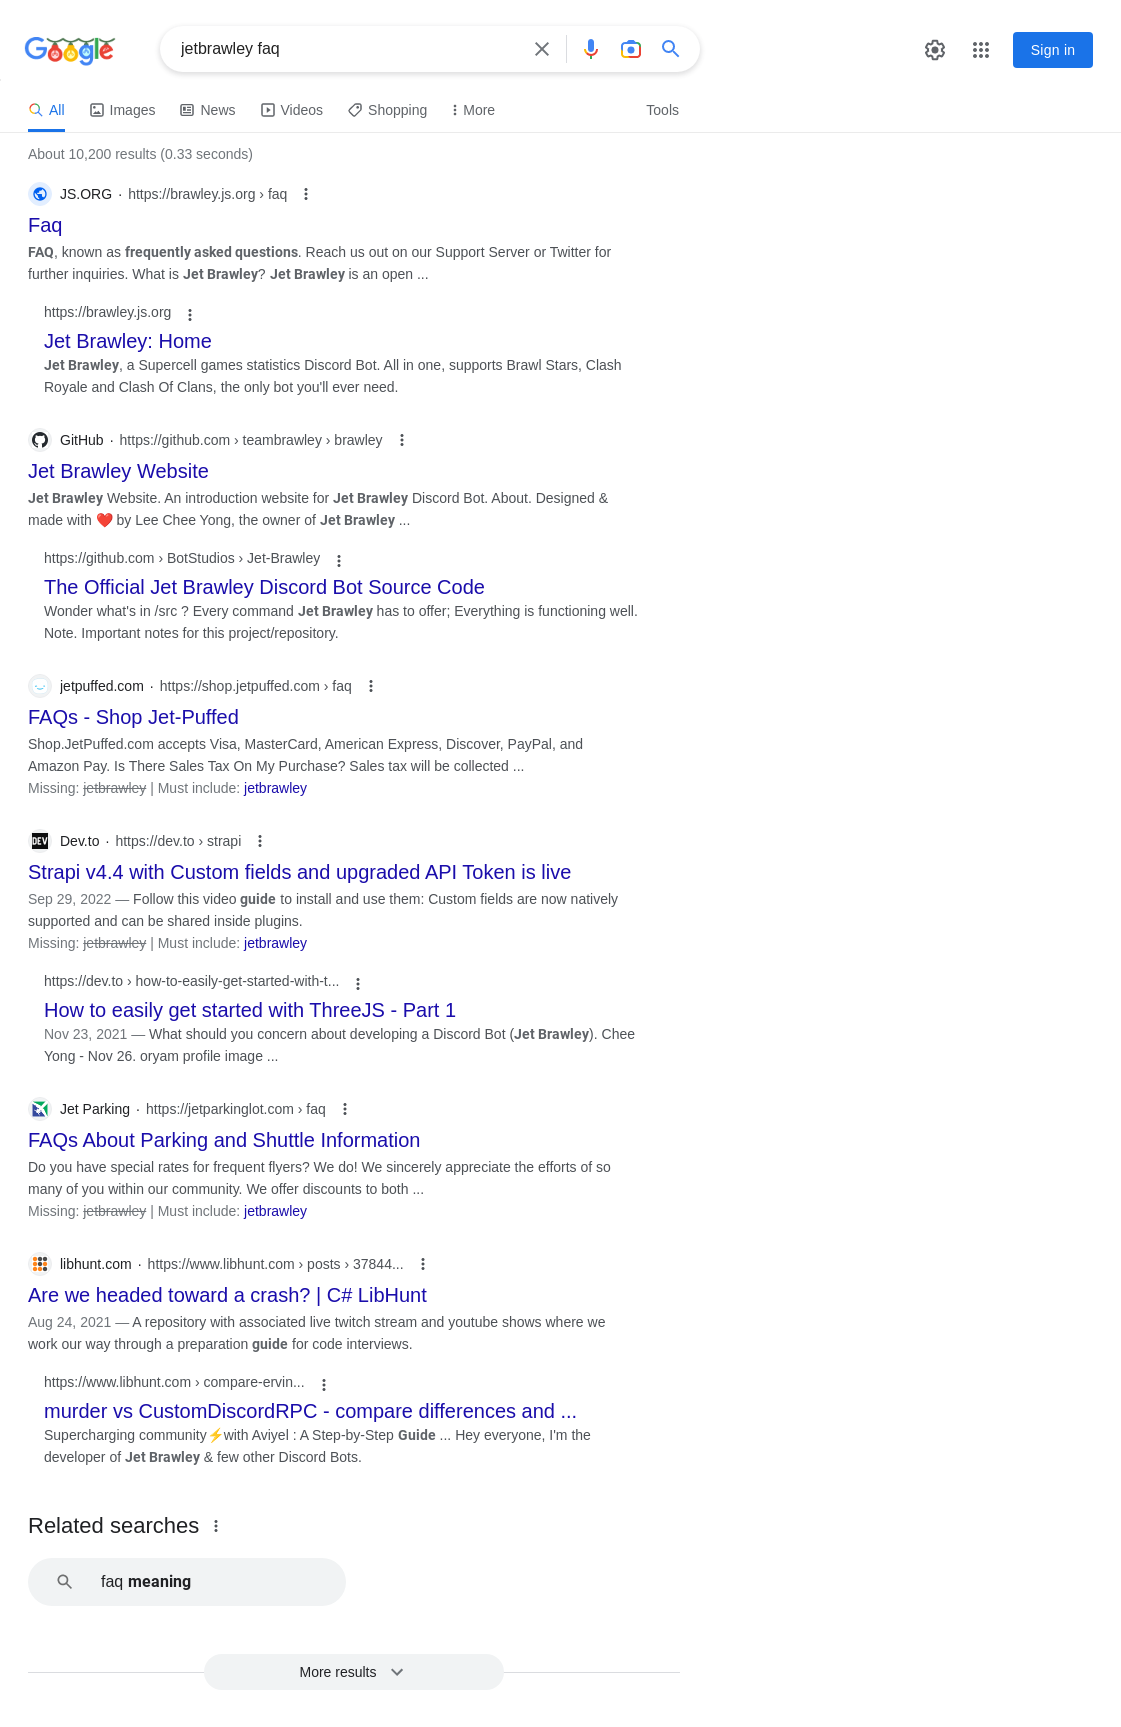 Google
jetbrawley faq
Sign in
All Images News Videos Shopping More Tools
About 10,200 results (0.33 seconds)
JS.ORG · https://brawley.js.org › faq
Faq
FAQ, known as frequently asked questions. Reach us out on our Support Server or Twitter for
further inquiries. What is Jet Brawley? Jet Brawley is an open ...
https://brawley.js.org
Jet Brawley: Home
Jet Brawley, a Supercell games statistics Discord Bot. All in one, supports Brawl Stars, Clash
Royale and Clash Of Clans, the only bot you'll ever need.
GitHub · https://github.com › teambrawley › brawley
Jet Brawley Website
Jet Brawley Website. An introduction website for Jet Brawley Discord Bot. About. Designed &
made with ❤️ by Lee Chee Yong, the owner of Jet Brawley ...
https://github.com › BotStudios › Jet-Brawley
The Official Jet Brawley Discord Bot Source Code
Wonder what's in /src ? Every command Jet Brawley has to offer; Everything is functioning well.
Note. Important notes for this project/repository.
jetpuffed.com · https://shop.jetpuffed.com › faq
FAQs - Shop Jet-Puffed
Shop.JetPuffed.com accepts Visa, MasterCard, American Express, Discover, PayPal, and
Amazon Pay. Is There Sales Tax On My Purchase? Sales tax will be collected ...
Missing: jetbrawley | Must include: jetbrawley
DEV Dev.to · https://dev.to › strapi
Strapi v4.4 with Custom fields and upgraded API Token is live
Sep 29, 2022 — Follow this video guide to install and use them: Custom fields are now natively
supported and can be shared inside plugins.
Missing: jetbrawley | Must include: jetbrawley
https://dev.to › how-to-easily-get-started-with-t...
How to easily get started with ThreeJS - Part 1
Nov 23, 2021 — What should you concern about developing a Discord Bot (Jet Brawley). Chee
Yong - Nov 26. oryam profile image ...
Jet Parking · https://jetparkinglot.com › faq
FAQs About Parking and Shuttle Information
Do you have special rates for frequent flyers? We do! We sincerely appreciate the efforts of so
many of you within our community. We offer discounts to both ...
Missing: jetbrawley | Must include: jetbrawley
libhunt.com · https://www.libhunt.com › posts › 37844...
Are we headed toward a crash? | C# LibHunt
Aug 24, 2021 — A repository with associated live twitch stream and youtube shows where we
work our way through a preparation guide for code interviews.
https://www.libhunt.com › compare-ervin...
murder vs CustomDiscordRPC - compare differences and ...
Supercharging community⚡with Aviyel : A Step-by-Step Guide ... Hey everyone, I'm the
developer of Jet Brawley & few other Discord Bots.
Related searches
faq meaning
More results